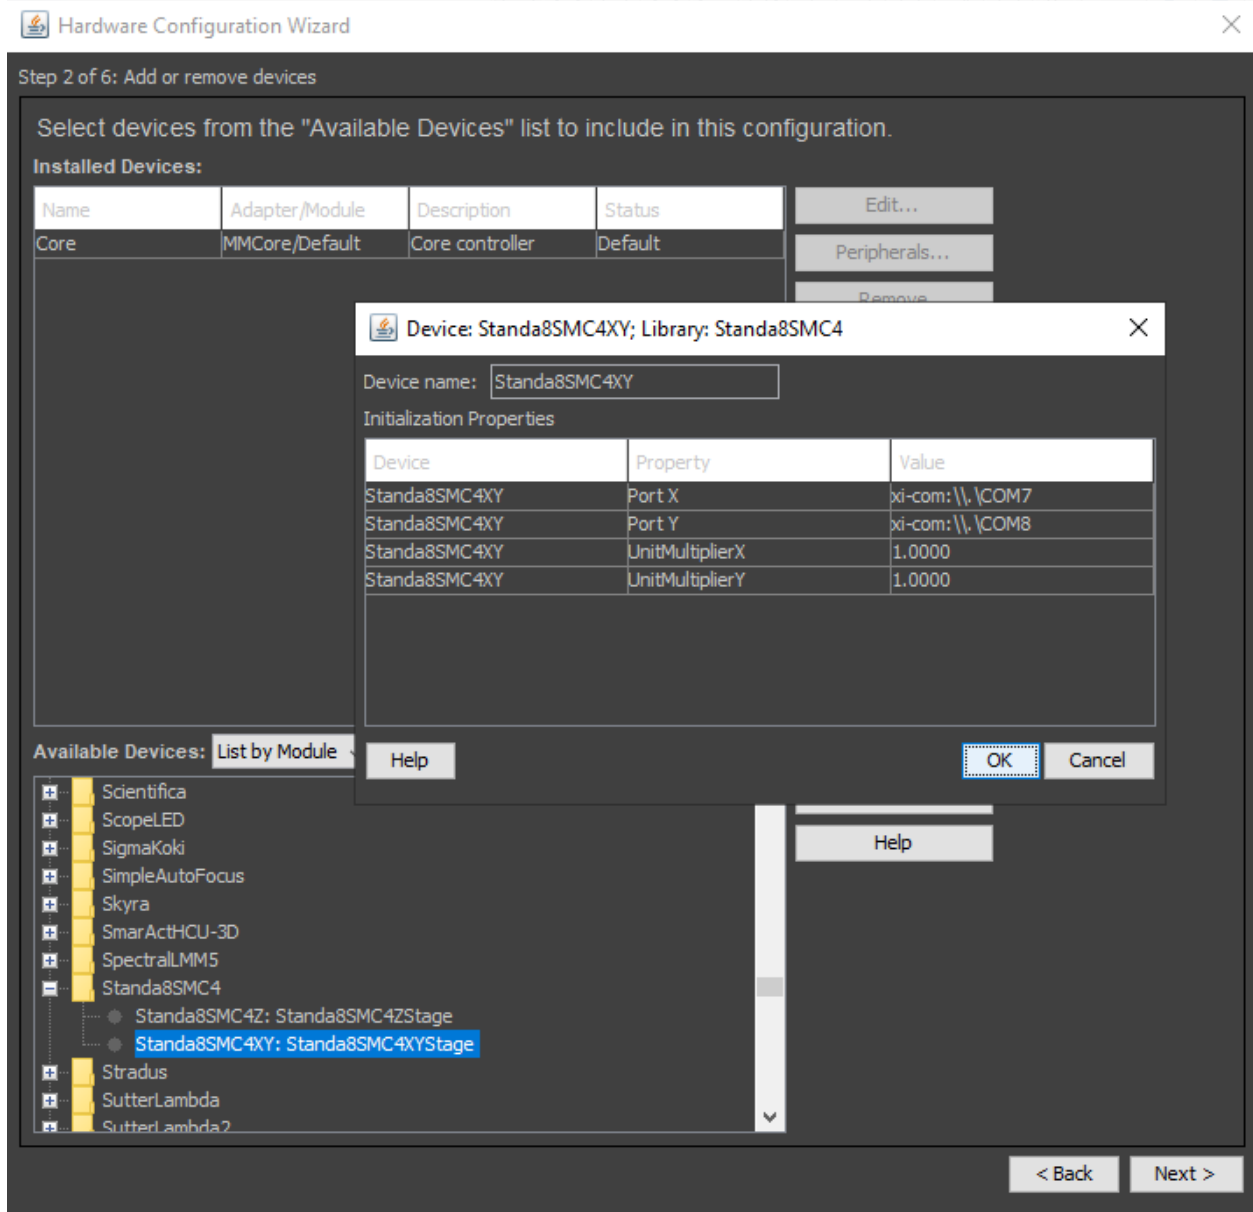 Hardware Configuration Wizard
Step 2 of 6: Add or remove devices
Select devices from the "Available Devices" list to include in this configuration.
Installed Devices:
Name Adapter/Module Description Status
Core MMCore/Default Core controller Default
Edit...
Peripherals...
Remove
Device: Standa8SMC4XY; Library: Standa8SMC4
Device name: Standa8SMC4XY
Initialization Properties
Device Property Value
Standa8SMC4XY Port X xi-com:\\.\COM7
Standa8SMC4XY Port Y xi-com:\\.\COM8
Standa8SMC4XY UnitMultiplierX 1.0000
Standa8SMC4XY UnitMultiplierY 1.0000
Help OK Cancel
Available Devices: List by Module
Scientifica
ScopeLED
SigmaKoki
SimpleAutoFocus
Skyra
SmarActHCU-3D
SpectralLMM5
Standa8SMC4
Standa8SMC4Z: Standa8SMC4ZStage
Standa8SMC4XY: Standa8SMC4XYStage
Stradus
SutterLambda
SutterLambda2
Help
< Back Next >